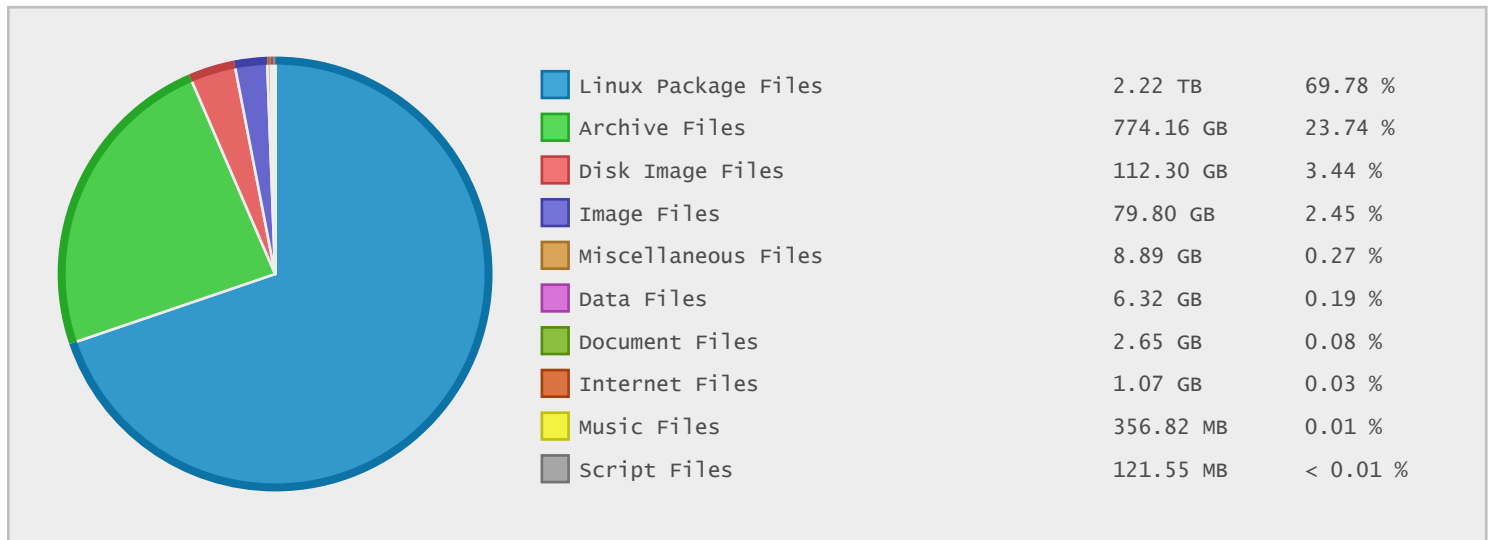 Linux Package Files 2.22 TB 69.78 %
Archive Files 774.16 GB 23.74 %
Disk Image Files 112.30 GB 3.44 %
Image Files 79.80 GB 2.45 %
Miscellaneous Files 8.89 GB 0.27 %
Data Files 6.32 GB 0.19 %
Document Files 2.65 GB 0.08 %
Internet Files 1.07 GB 0.03 %
Music Files 356.82 MB 0.01 %
Script Files 121.55 MB < 0.01 %